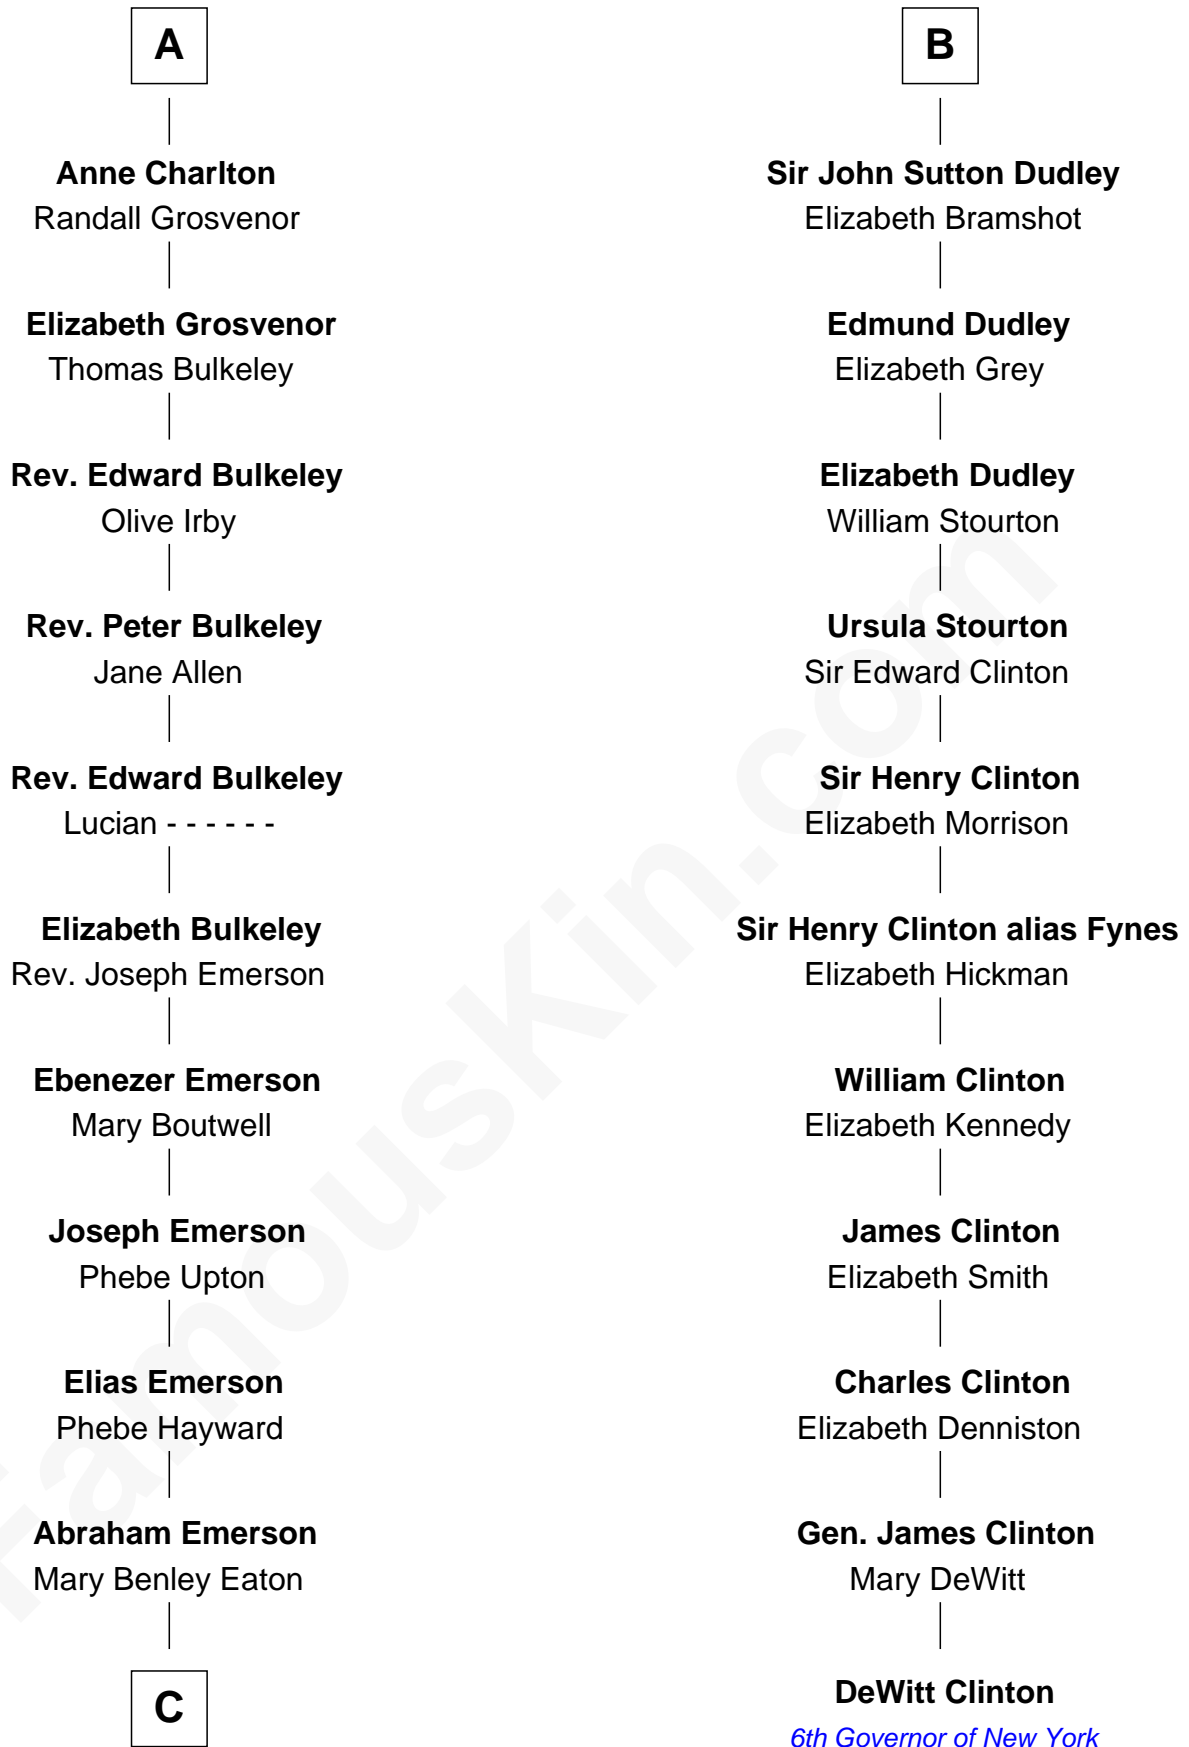 A
Anne Charlton
Randall Grosvenor
Elizabeth Grosvenor
Thomas Bulkeley
Rev. Edward Bulkeley
Olive Irby
Rev. Peter Bulkeley
Jane Allen
Rev. Edward Bulkeley
Lucian - - - - - -
Elizabeth Bulkeley
Rev. Joseph Emerson
Ebenezer Emerson
Mary Boutwell
Joseph Emerson
Phebe Upton
Elias Emerson
Phebe Hayward
Abraham Emerson
Mary Benley Eaton
C
B
Sir John Sutton Dudley
Elizabeth Bramshot
Edmund Dudley
Elizabeth Grey
Elizabeth Dudley
William Stourton
Ursula Stourton
Sir Edward Clinton
Sir Henry Clinton
Elizabeth Morrison
Sir Henry Clinton alias Fynes
Elizabeth Hickman
William Clinton
Elizabeth Kennedy
James Clinton
Elizabeth Smith
Charles Clinton
Elizabeth Denniston
Gen. James Clinton
Mary DeWitt
DeWitt Clinton
6th Governor of New York
FamousKin.com